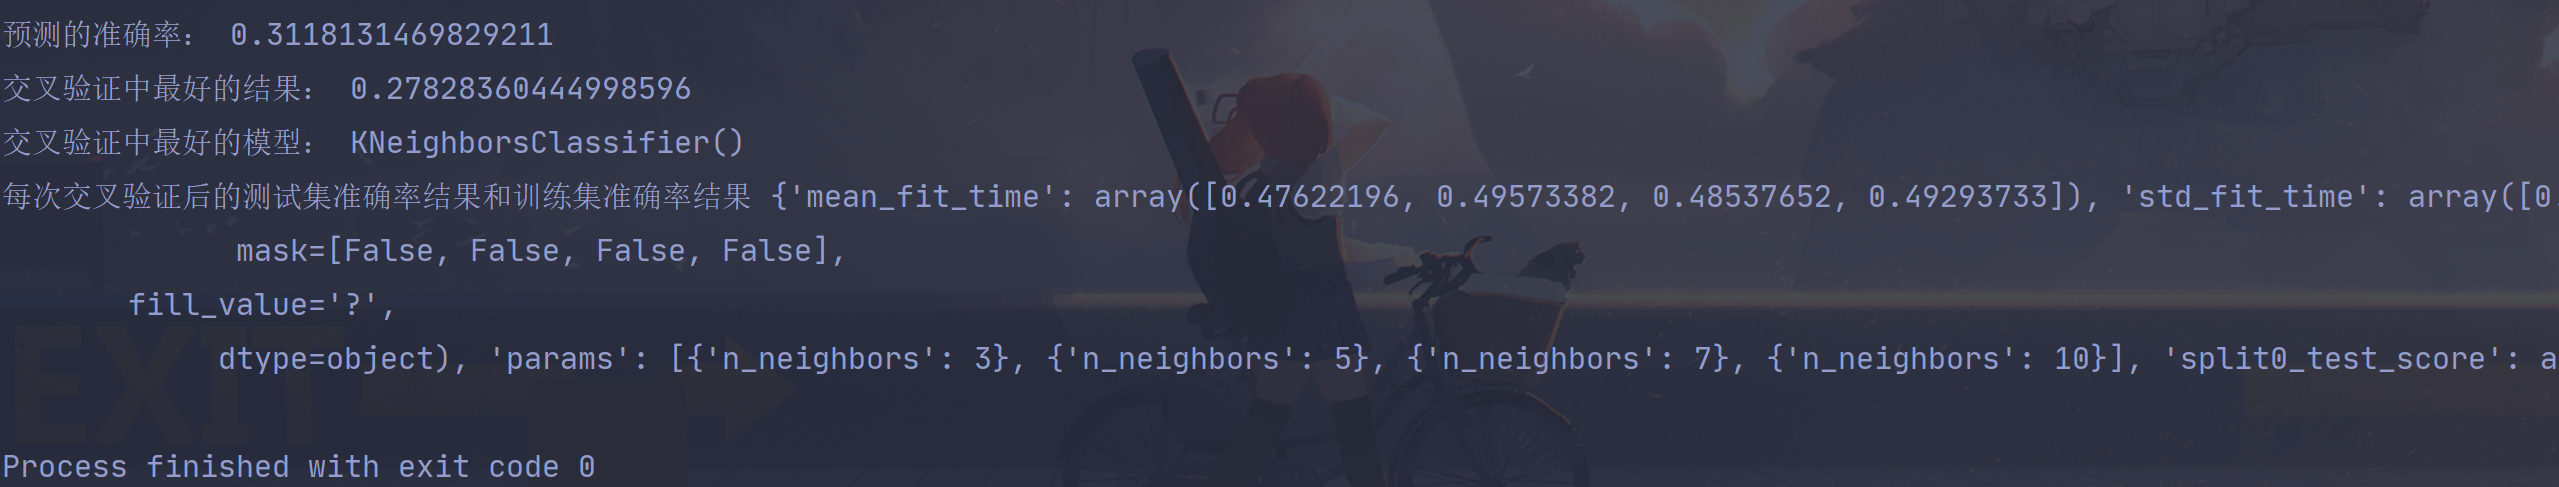 预测的准确率： 0.3118131469829211
交叉验证中最好的结果： 0.27828360444998596
交叉验证中最好的模型： KNeighborsClassifier()
每次交叉验证后的测试集准确率结果和训练集准确率结果 {'mean_fit_time': array([0.47622196, 0.49573382, 0.48537652, 0.49293733]), 'std_fit_time': array([0.
mask=[False, False, False, False],
fill_value='?',
dtype=object), 'params': [{'n_neighbors': 3}, {'n_neighbors': 5}, {'n_neighbors': 7}, {'n_neighbors': 10}], 'split0_test_score': a
EXIT
Process finished with exit code 0